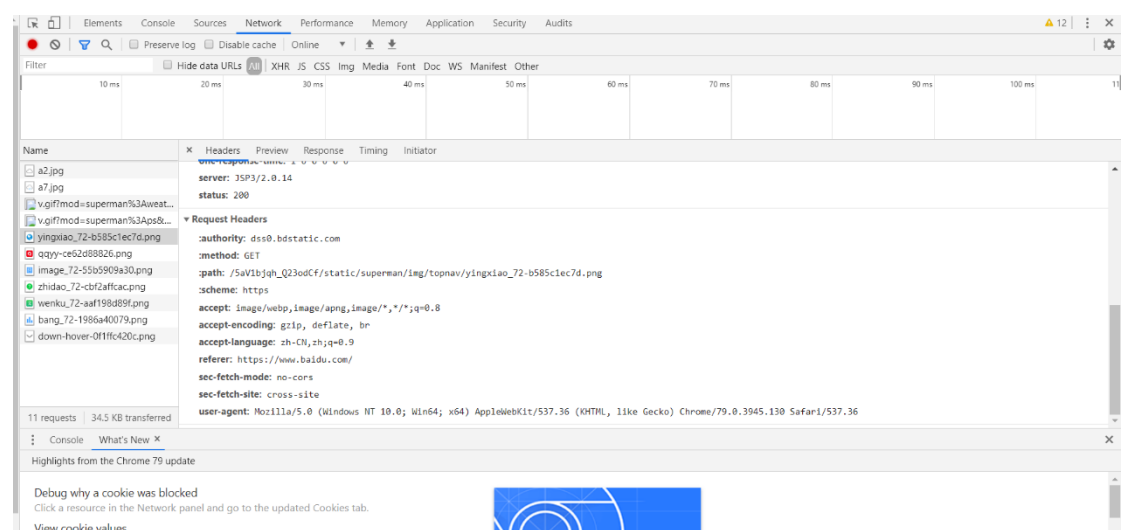 Elements Console Sources Network Performance Memory Application Security Audits 12
Preserve log Disable cache Online
Filter Hide data URLs All XHR JS CSS Img Media Font Doc WS Manifest Other
10 ms 20 ms 30 ms 40 ms 50 ms 60 ms 70 ms 80 ms 90 ms 100 ms 11
Name × Headers Preview Response Timing Initiator
a2.jpg
a7.jpg
v.gif?mod=superman%3Aweat...
v.gif?mod=superman%3Aps&...
yingxiao_72-b585c1ec7d.png
qqyy-ce62d88826.png
image_72-55b5909a30.png
zhidao_72-cbf2affcac.png
wenku_72-aaf198d89f.png
bang_72-1986a40079.png
down-hover-0f1ffc420c.png
11 requests 34.5 KB transferred
ohc-response-time: 1 0 0 0 0 0
server: JSP3/2.0.14
status: 200
Request Headers
:authority: dss0.bdstatic.com
:method: GET
:path: /5aV1bjqh_Q23odCf/static/superman/img/topnav/yingxiao_72-b585c1ec7d.png
:scheme: https
accept: image/webp,image/apng,image/*,*/*;q=0.8
accept-encoding: gzip, deflate, br
accept-language: zh-CN,zh;q=0.9
referer: https://www.baidu.com/
sec-fetch-mode: no-cors
sec-fetch-site: cross-site
user-agent: Mozilla/5.0 (Windows NT 10.0; Win64; x64) AppleWebKit/537.36 (KHTML, like Gecko) Chrome/79.0.3945.130 Safari/537.36
Console What's New ×
Highlights from the Chrome 79 update
Debug why a cookie was blocked
Click a resource in the Network panel and go to the updated Cookies tab.
View cookie values